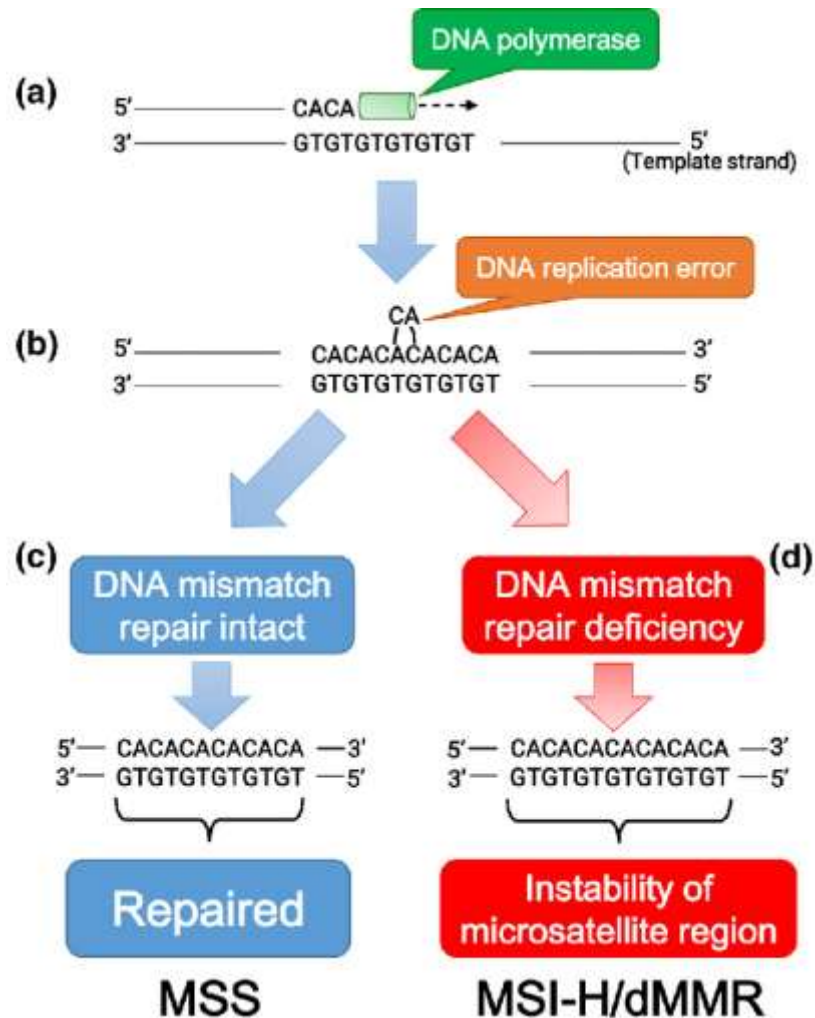 DNA polymerase
(a)
5′ CACA
3′ GTGTGTGTGTGT 5′
(Template strand)
DNA replication error
CA
(b)
5′ CACACACACACA 3′
3′ GTGTGTGTGTGT 5′
(c)
DNA mismatch
repair intact
5′ CACACACACACA 3′
3′ GTGTGTGTGTGT 5′
Repaired
MSS
(d)
DNA mismatch
repair deficiency
5′ CACACACACACACA 3′
3′ GTGTGTGTGTGTGT 5′
Instability of
microsatellite region
MSI-H/dMMR